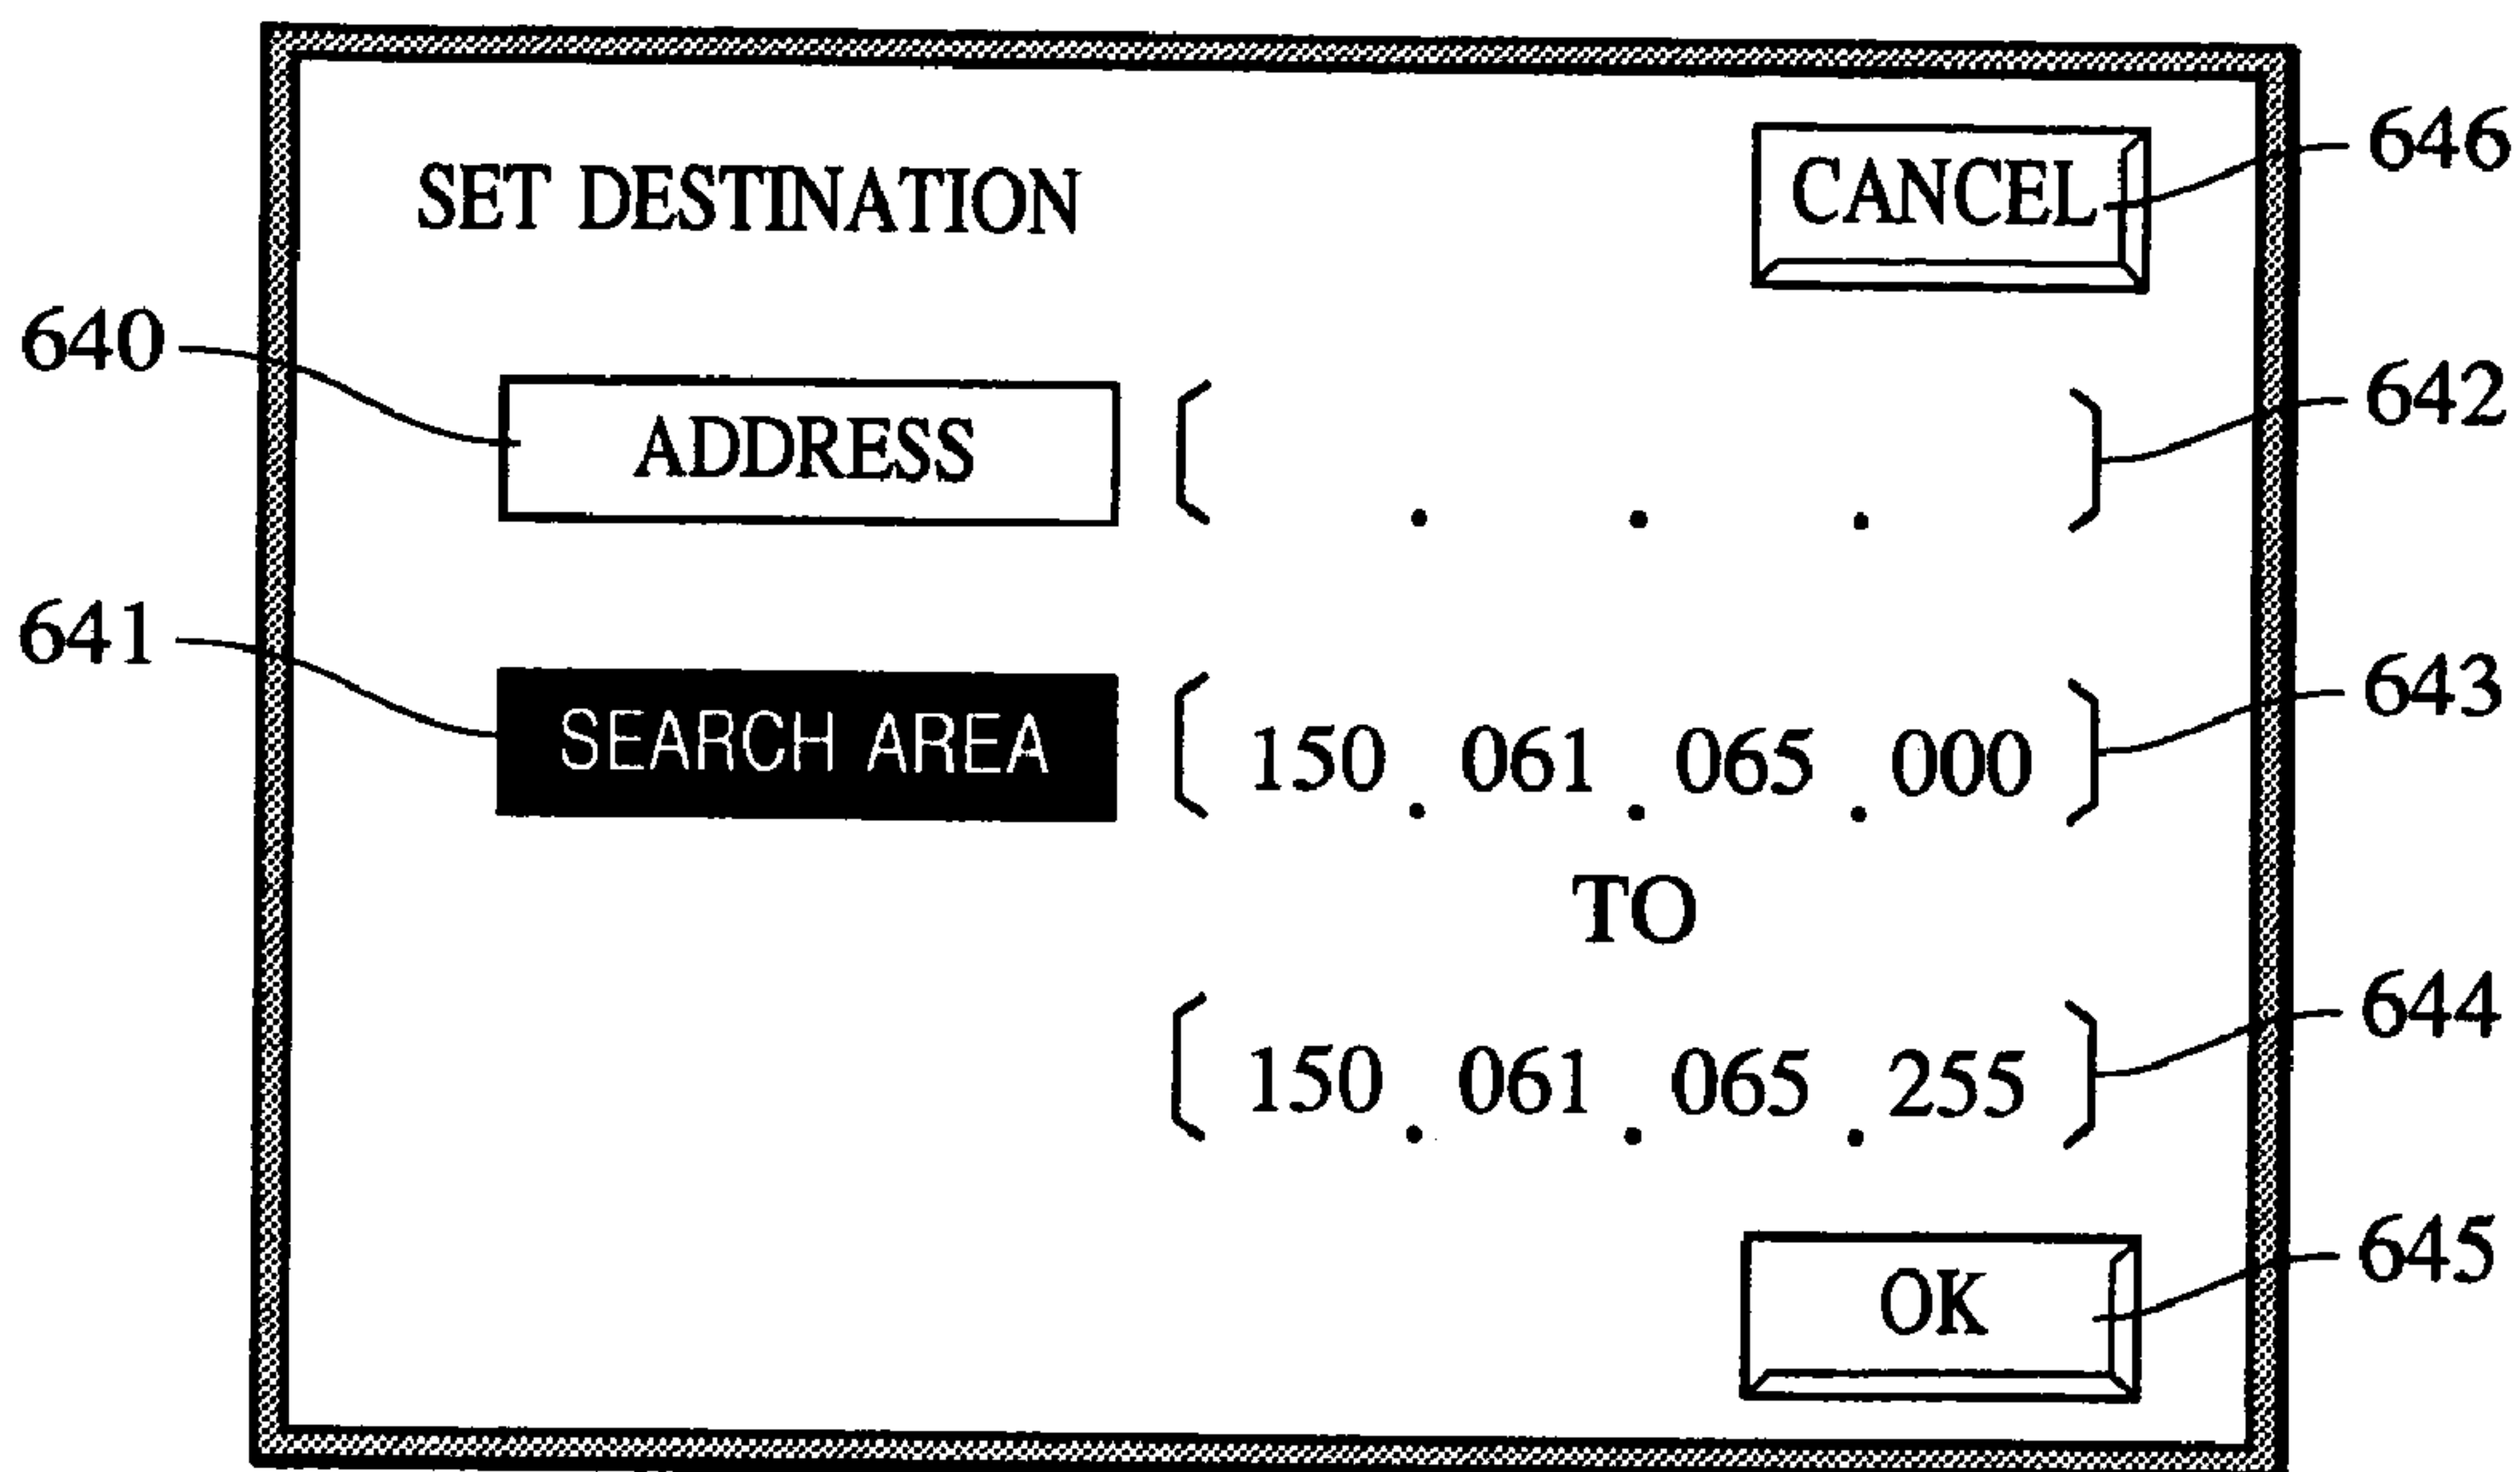 SET DESTINATION CANCEL 646
640 ADDRESS [ . . . ] 642
641 SEARCH AREA [ 150 . 061 . 065 . 000 ] 643
TO
[ 150 . 061 . 065 . 255 ] 644
OK 645